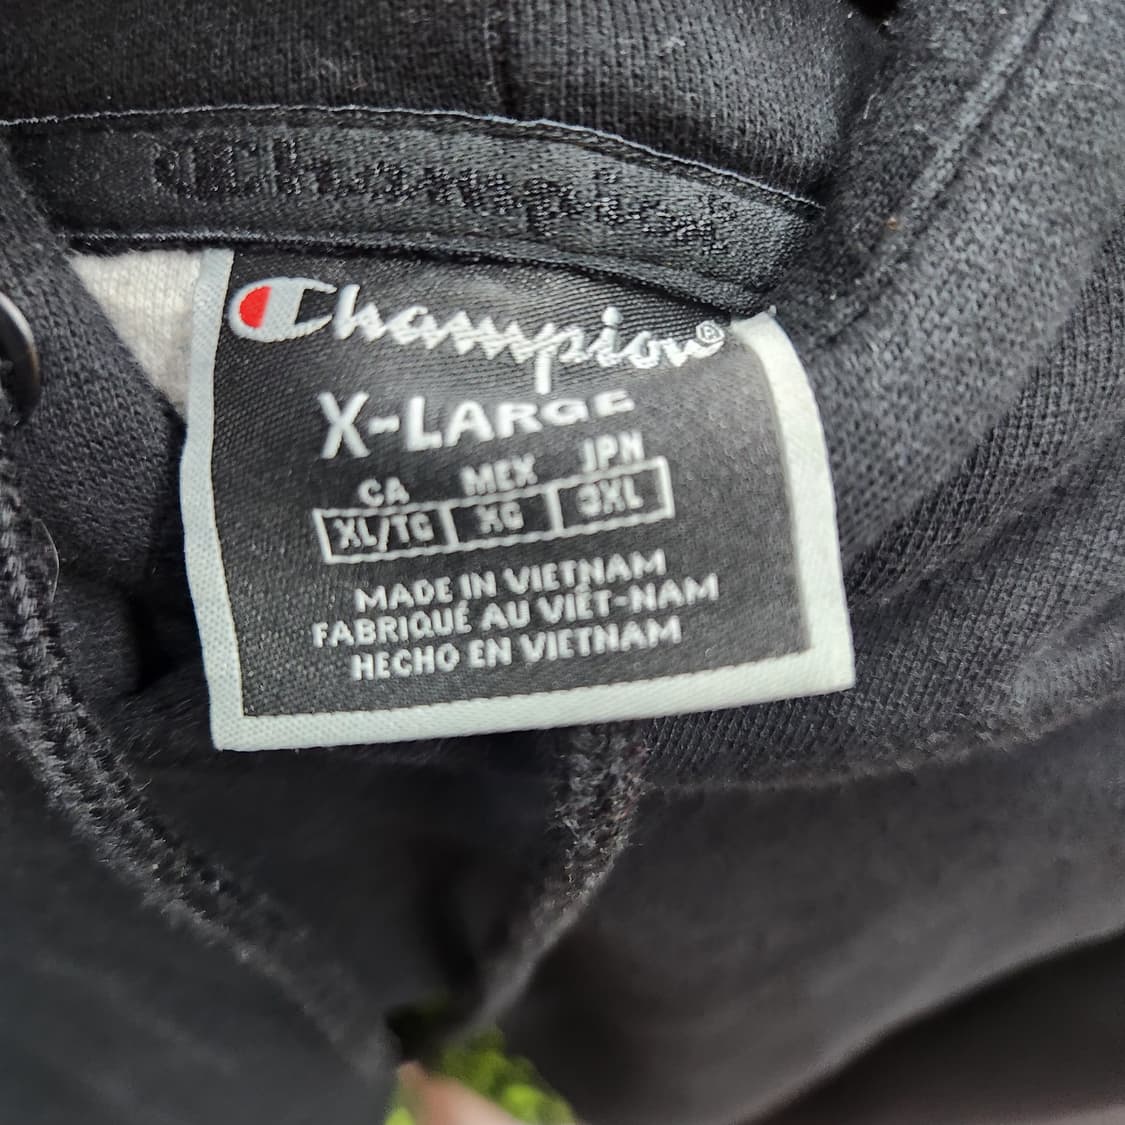 Champion
Champion®
X-LARGE
CA MEX JPN
XL/TG XG 3XL
MADE IN VIETNAM
FABRIQUÉ AU VIÊT-NAM
HECHO EN VIETNAM